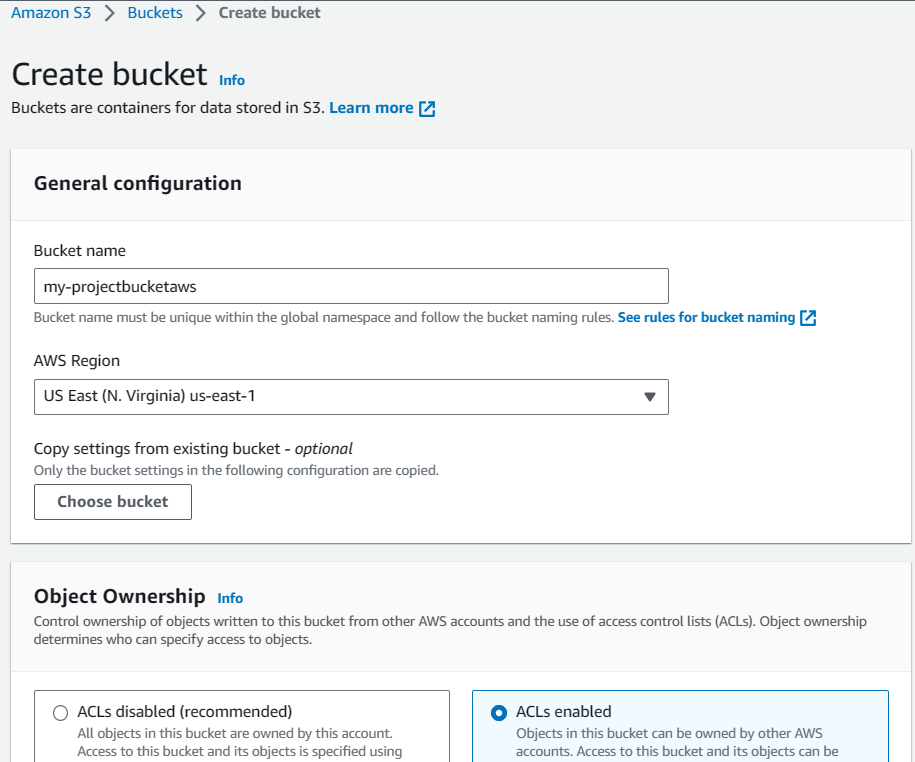 Amazon S3 > Buckets > Create bucket
Create bucket Info
Buckets are containers for data stored in S3. Learn more
General configuration
Bucket name
my-projectbucketaws
Bucket name must be unique within the global namespace and follow the bucket naming rules. See rules for bucket naming
AWS Region
US East (N. Virginia) us-east-1
Copy settings from existing bucket - optional
Only the bucket settings in the following configuration are copied.
Choose bucket
Object Ownership Info
Control ownership of objects written to this bucket from other AWS accounts and the use of access control lists (ACLs). Object ownership
determines who can specify access to objects.
ACLs disabled (recommended)
All objects in this bucket are owned by this account.
Access to this bucket and its objects is specified using
ACLs enabled
Objects in this bucket can be owned by other AWS
accounts. Access to this bucket and its objects can be